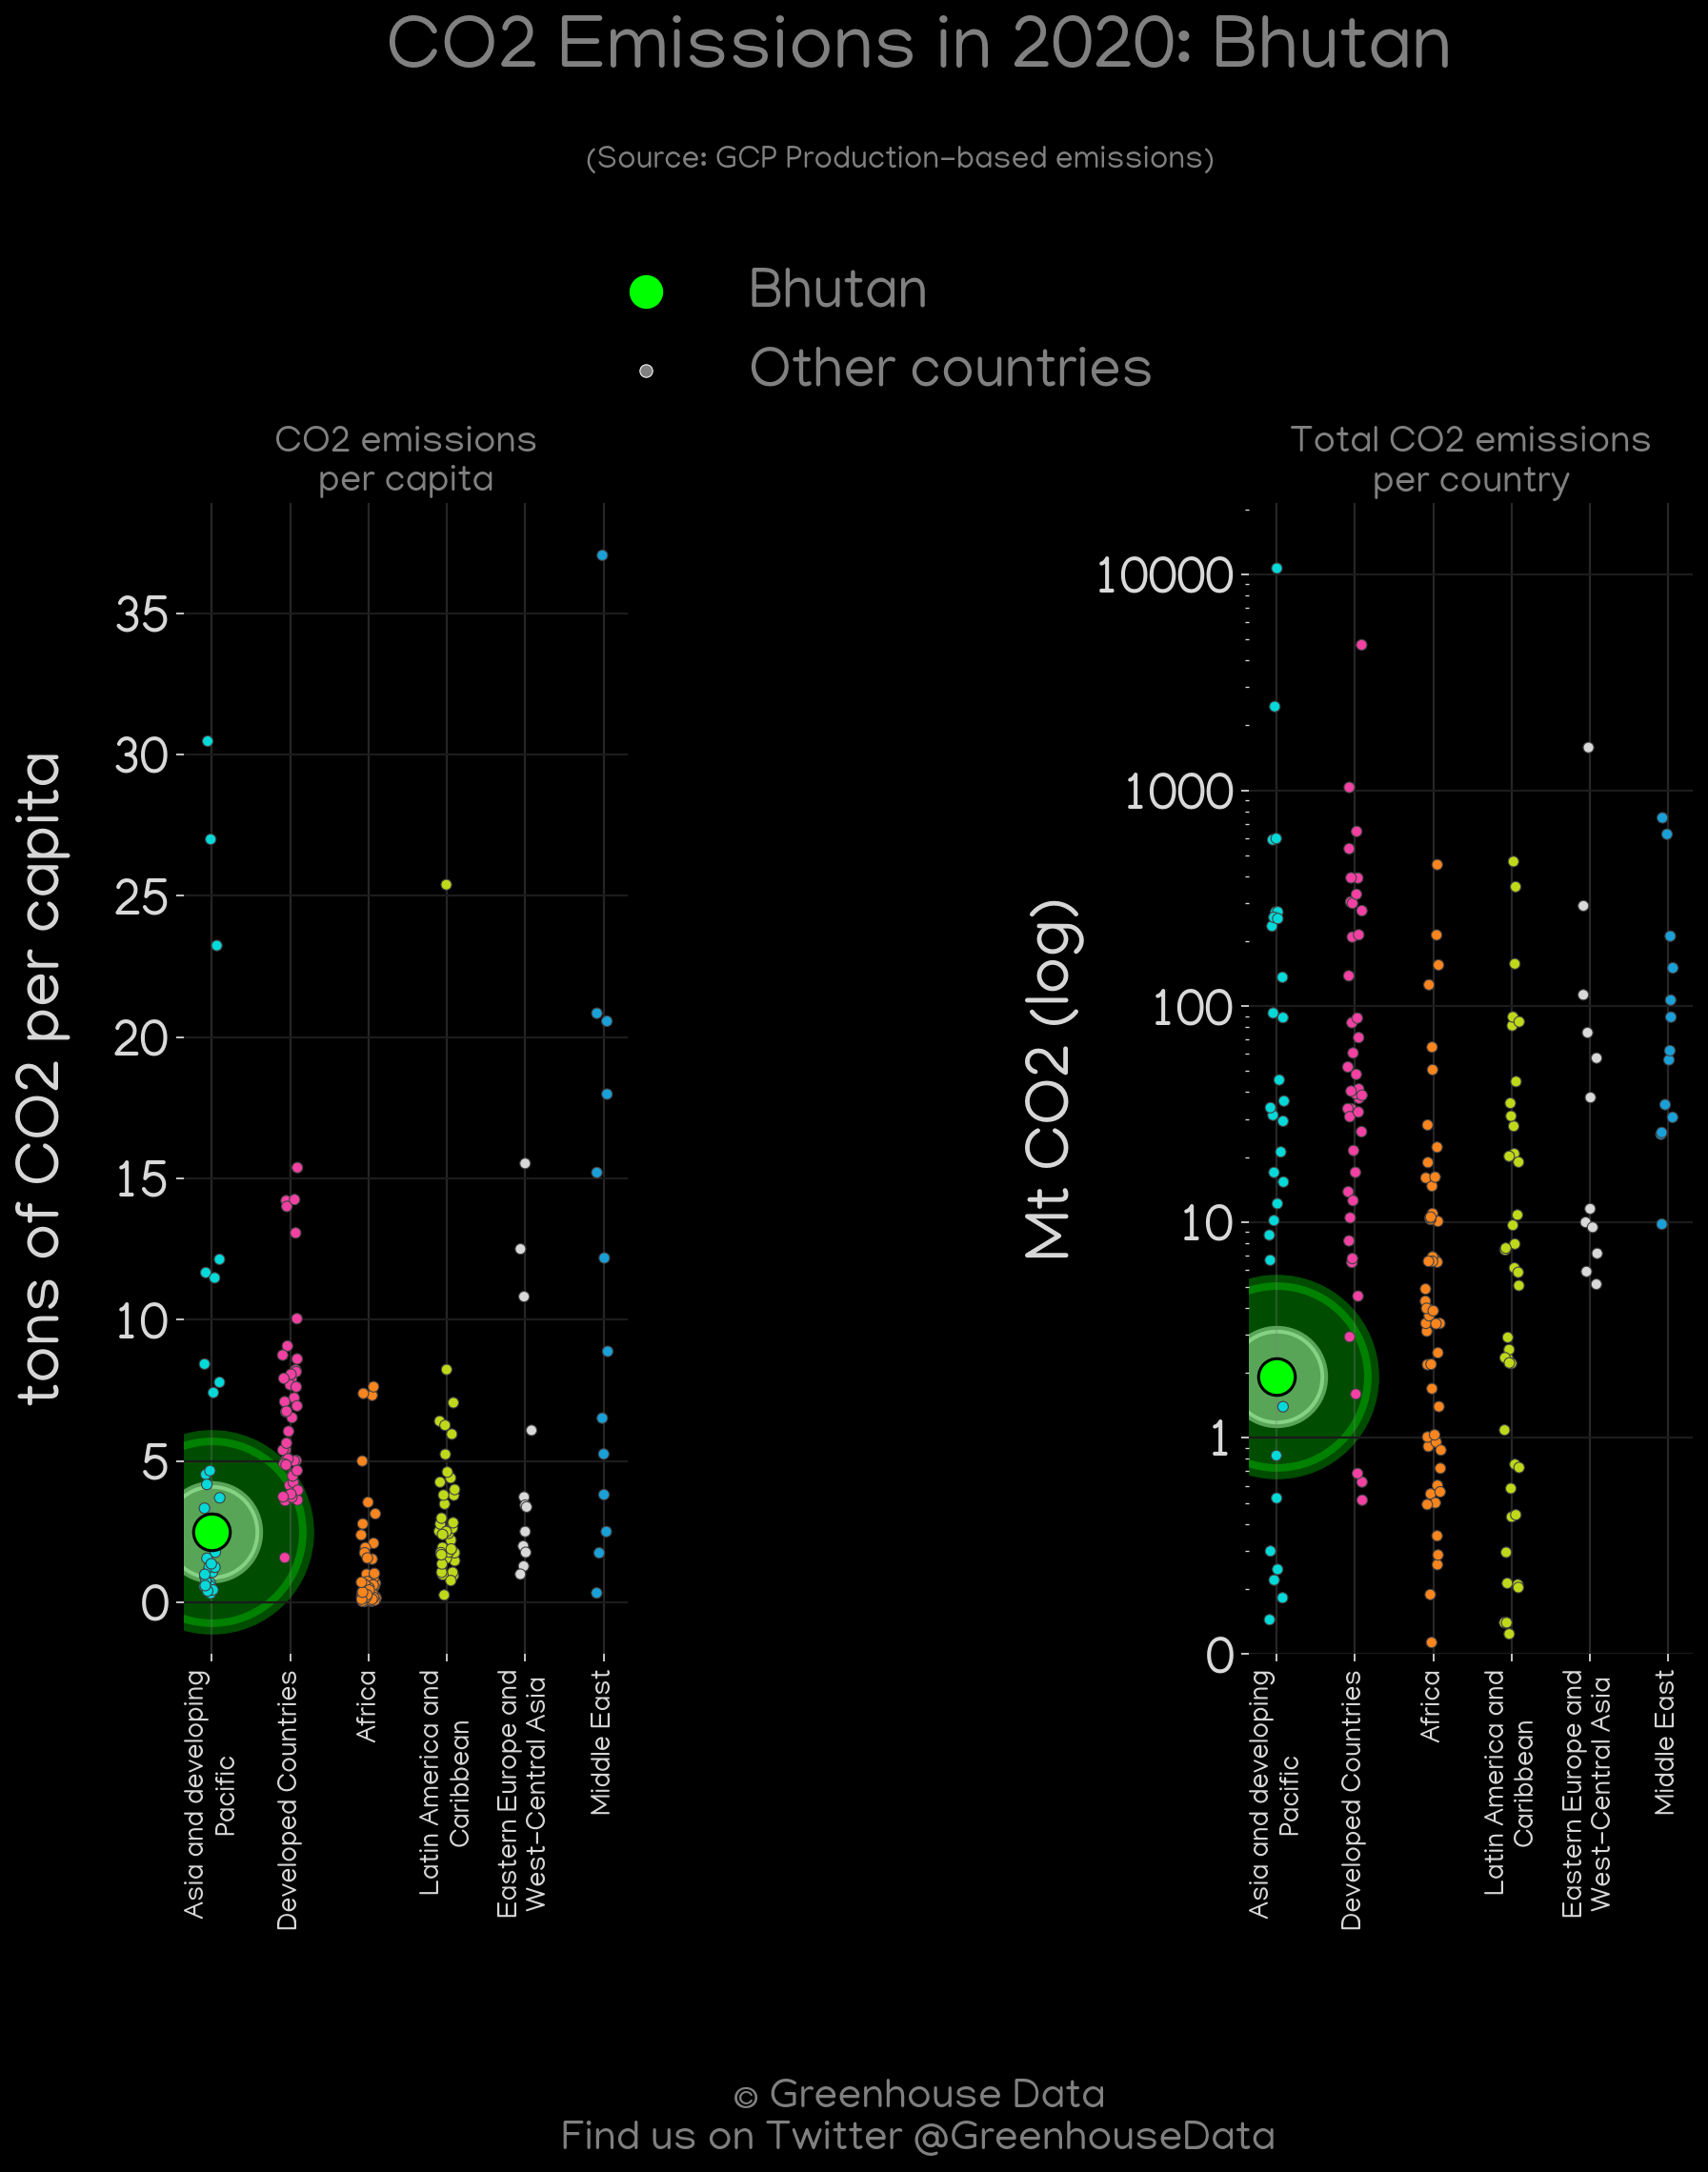 CO2 Emissions in 2020: Bhutan
(Source: GCP Production-based emissions)
Bhutan
Other countries
CO2 emissions
per capita
tons of CO2 per capita
35
30
25
20
15
10
5
0
Asia and developing
Pacific
Developed Countries
Africa
Latin America and
Caribbean
Eastern Europe and
West-Central Asia
Middle East
Total CO2 emissions
per country
Mt CO2 (log)
10000
1000
100
10
1
0
Asia and developing
Pacific
Developed Countries
Africa
Latin America and
Caribbean
Eastern Europe and
West-Central Asia
Middle East
© Greenhouse Data
Find us on Twitter @GreenhouseData